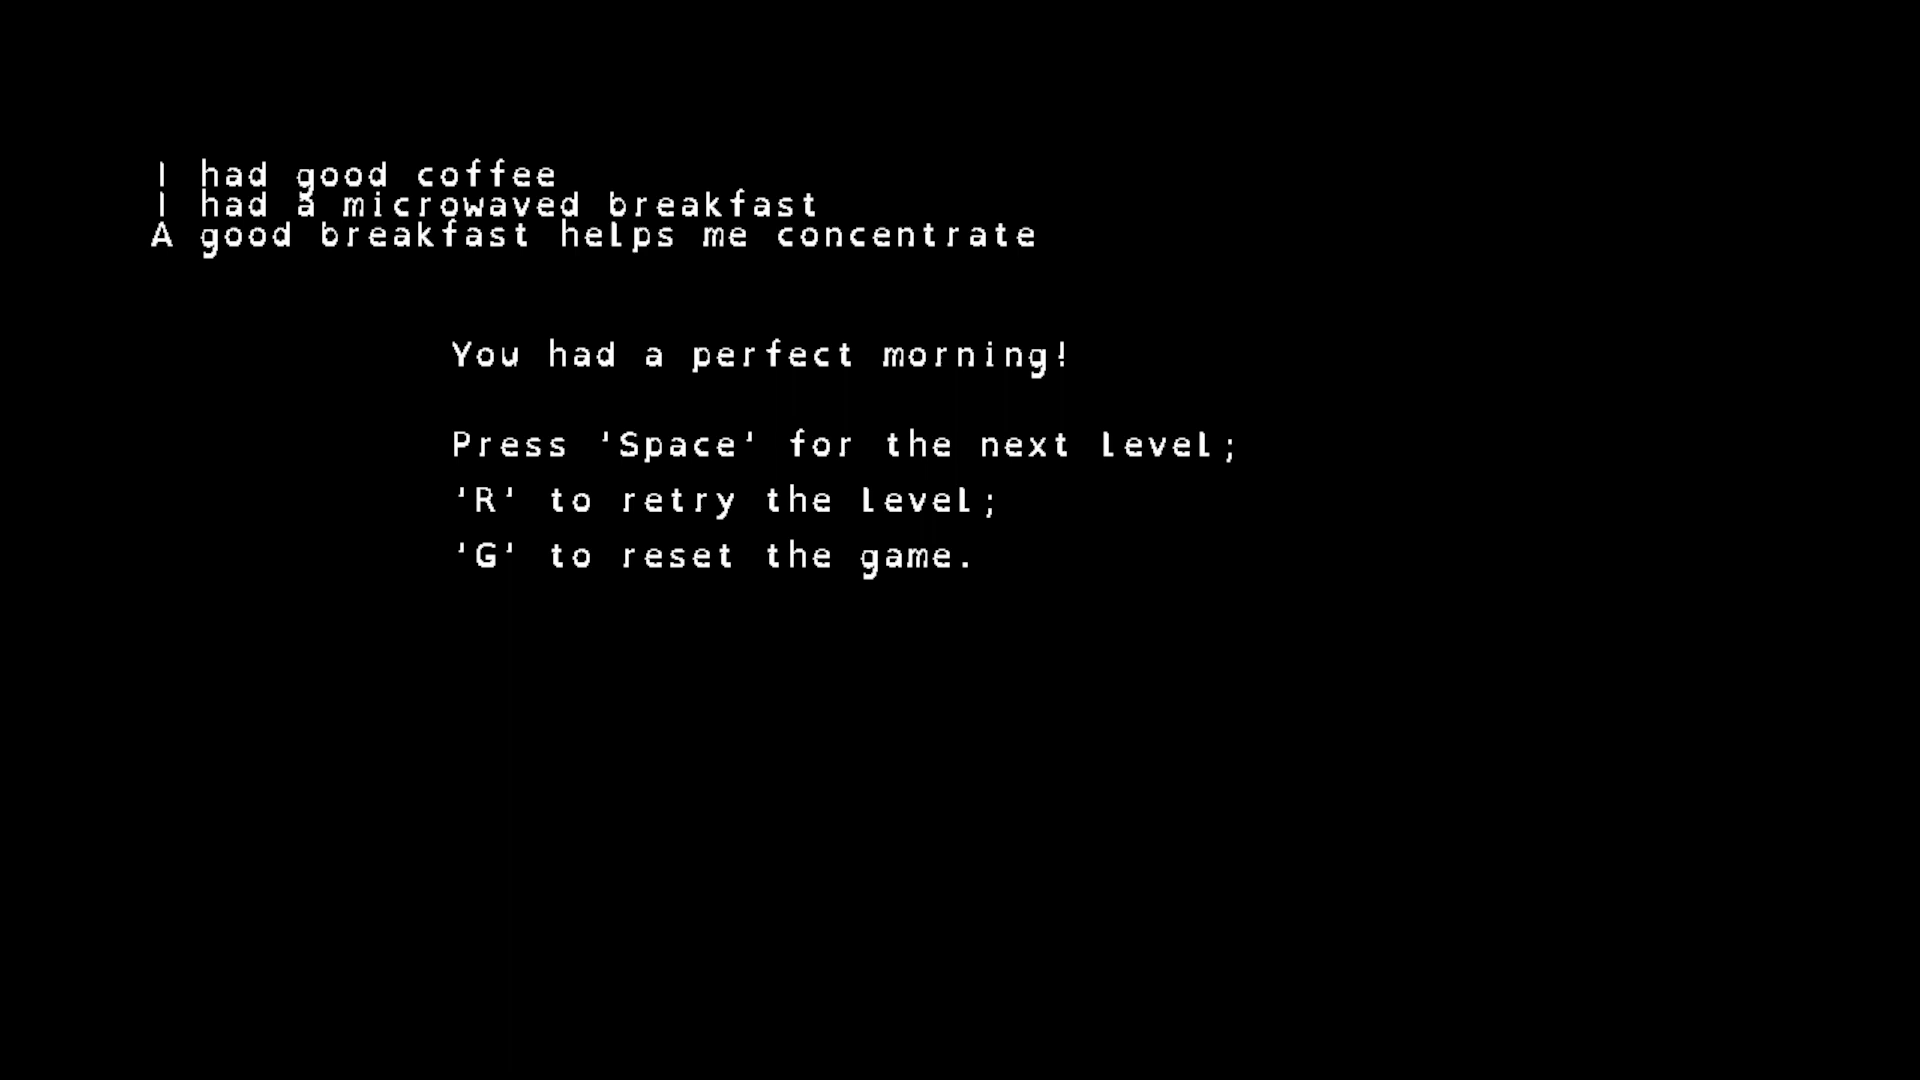 I had good coffee
I had a microwaved breakfast
A good breakfast helps me concentrate
You had a perfect morning!
Press 'Space' for the next level;
'R' to retry the level;
'G' to reset the game.